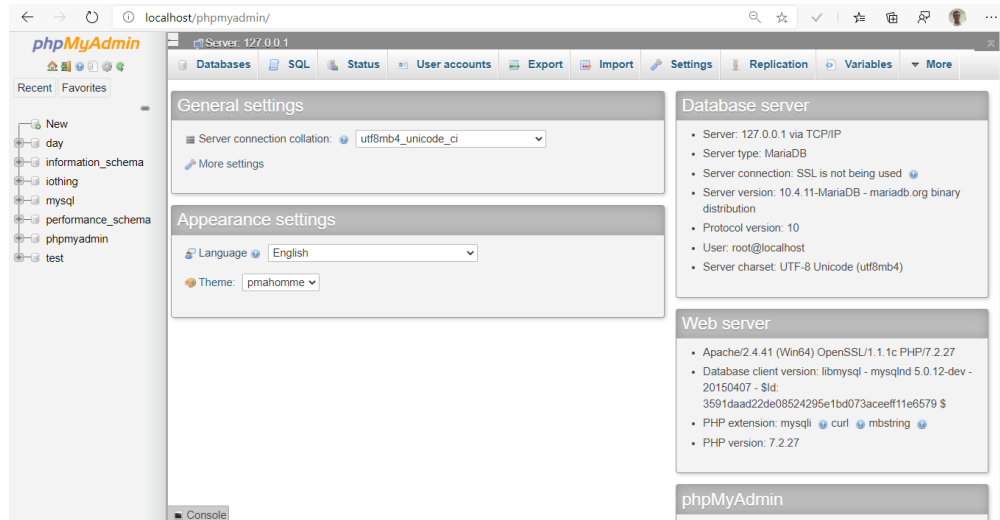 localhost/phpmyadmin/
phpMyAdmin
Recent Favorites
New
day
information_schema
iothing
mysql
performance_schema
phpmyadmin
test
Server: 127.0.0.1
Databases SQL Status User accounts Export Import Settings Replication Variables More
General settings
Server connection collation: utf8mb4_unicode_ci
More settings
Appearance settings
Language English
Theme: pmahomme
Console
Database server
Server: 127.0.0.1 via TCP/IP
Server type: MariaDB
Server connection: SSL is not being used
Server version: 10.4.11-MariaDB - mariadb.org binary
distribution
Protocol version: 10
User: root@localhost
Server charset: UTF-8 Unicode (utf8mb4)
Web server
Apache/2.4.41 (Win64) OpenSSL/1.1.1c PHP/7.2.27
Database client version: libmysql - mysqlnd 5.0.12-dev -
20150407 - $Id:
3591daad22de08524295e1bd073aceeff11e6579 $
PHP extension: mysqli curl mbstring
PHP version: 7.2.27
phpMyAdmin